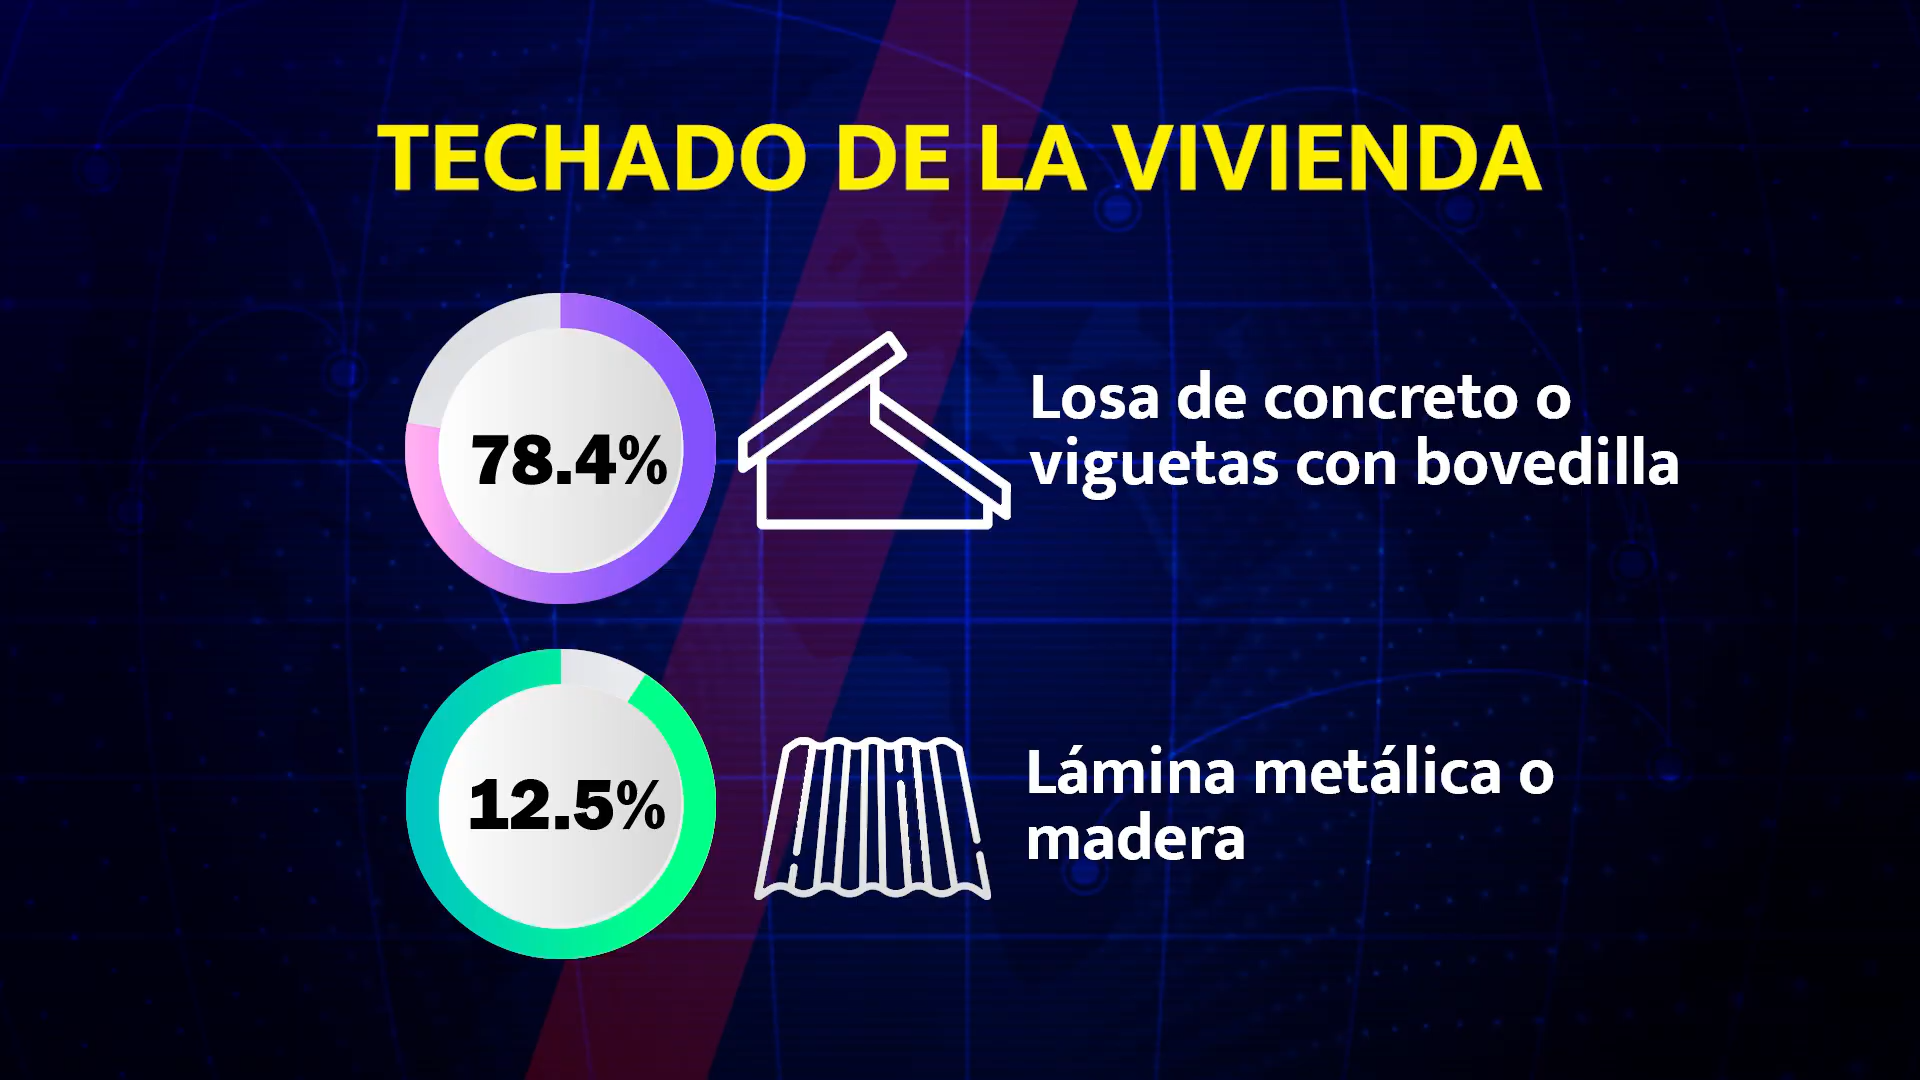 TECHADO DE LA VIVIENDA
78.4%
Losa de concreto o
viguetas con bovedilla
12.5%
Lámina metálica o
madera